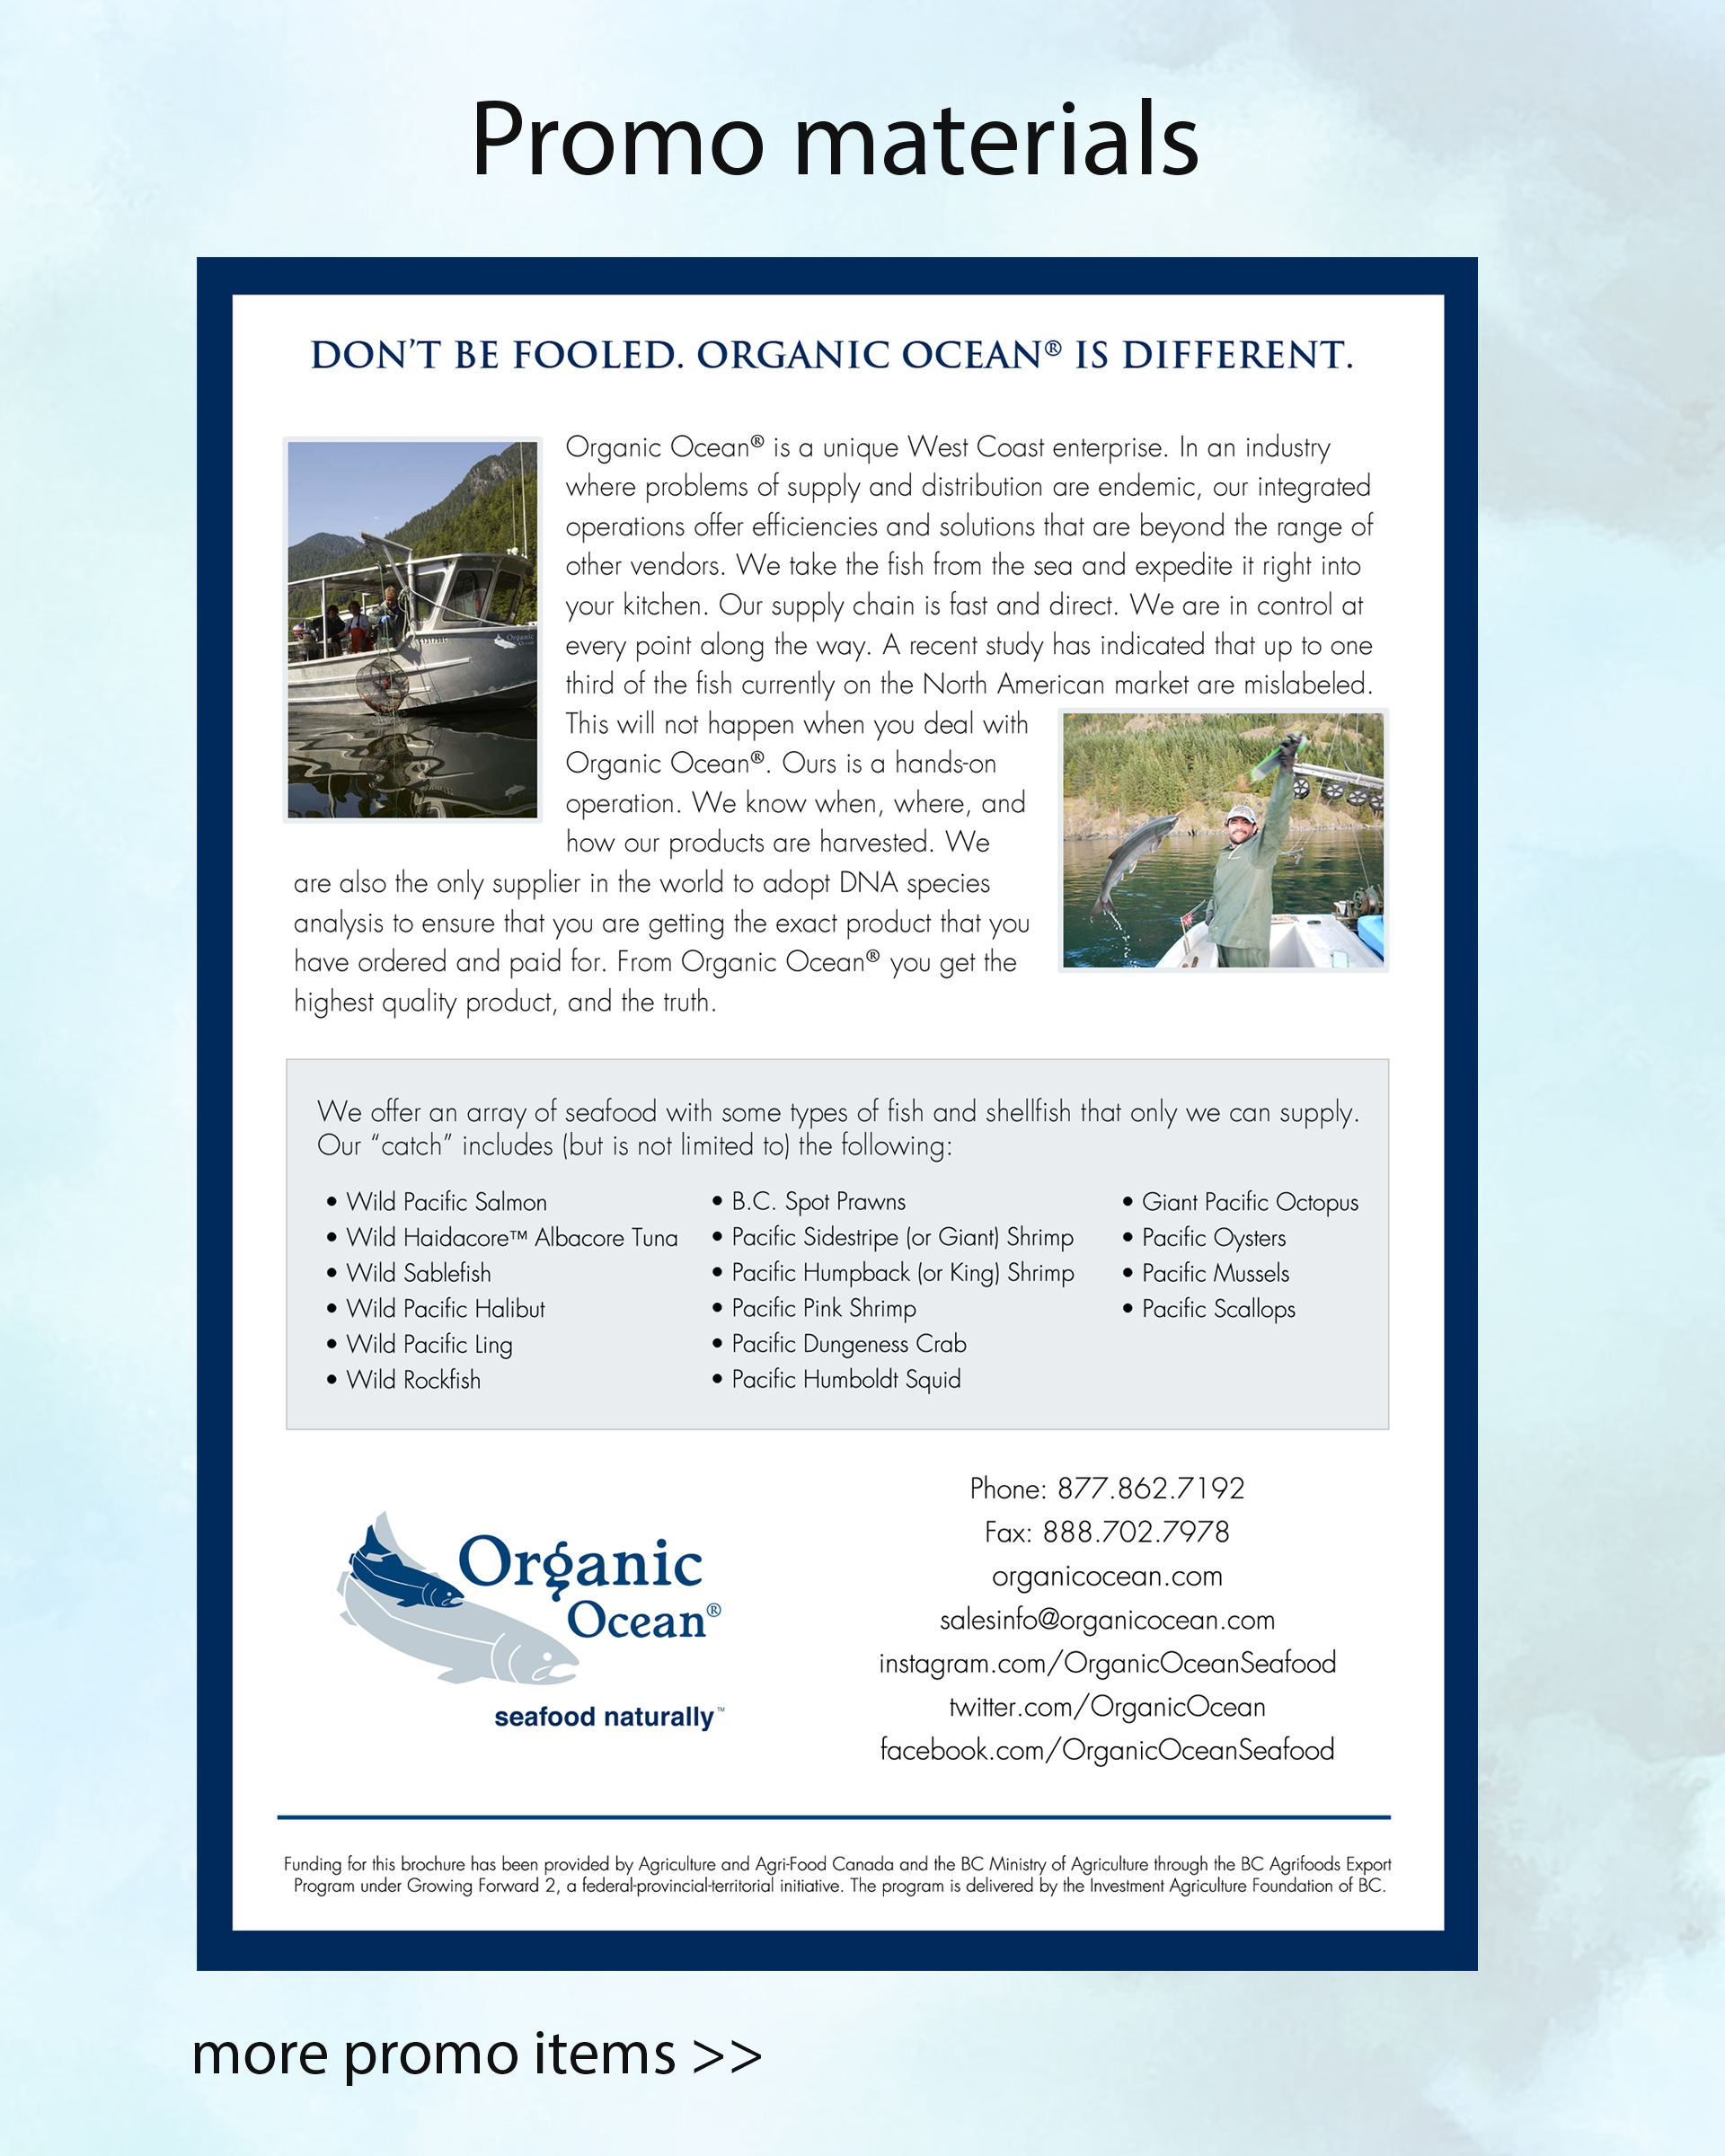 Promo materials
DON'T BE FOOLED. ORGANIC OCEAN® IS DIFFERENT.
Organic Ocean® is a unique West Coast enterprise. In an industry
where problems of supply and distribution are endemic, our integrated
operations offer efficiencies and solutions that are beyond the range of
other vendors. We take the fish from the sea and expedite it right into
your kitchen. Our supply chain is fast and direct. We are in control at
every point along the way. A recent study has indicated that up to one
third of the fish currently on the North American market are mislabeled.
This will not happen when you deal with
Organic Ocean®. Ours is a hands-on
operation. We know when, where, and
how our products are harvested. We
are also the only supplier in the world to adopt DNA species
analysis to ensure that you are getting the exact product that you
have ordered and paid for. From Organic Ocean® you get the
highest quality product, and the truth.
Organic
Ocean
We offer an array of seafood with some types of fish and shellfish that only we can supply.
Our “catch” includes (but is not limited to) the following:
• Wild Pacific Salmon
• Wild Haidacore™ Albacore Tuna
• Wild Sablefish
• Wild Pacific Halibut
• Wild Pacific Ling
• Wild Rockfish
• B.C. Spot Prawns
• Pacific Sidestripe (or Giant) Shrimp
• Pacific Humpback (or King) Shrimp
• Pacific Pink Shrimp
• Pacific Dungeness Crab
• Pacific Humboldt Squid
• Giant Pacific Octopus
• Pacific Oysters
• Pacific Mussels
• Pacific Scallops
Organic
Ocean®
seafood naturally™
Phone: 877.862.7192
Fax: 888.702.7978
organicocean.com
salesinfo@organicocean.com
instagram.com/OrganicOceanSeafood
twitter.com/OrganicOcean
facebook.com/OrganicOceanSeafood
Funding for this brochure has been provided by Agriculture and Agri-Food Canada and the BC Ministry of Agriculture through the BC Agrifoods Export
Program under Growing Forward 2, a federal-provincial-territorial initiative. The program is delivered by the Investment Agriculture Foundation of BC.
more promo items >>